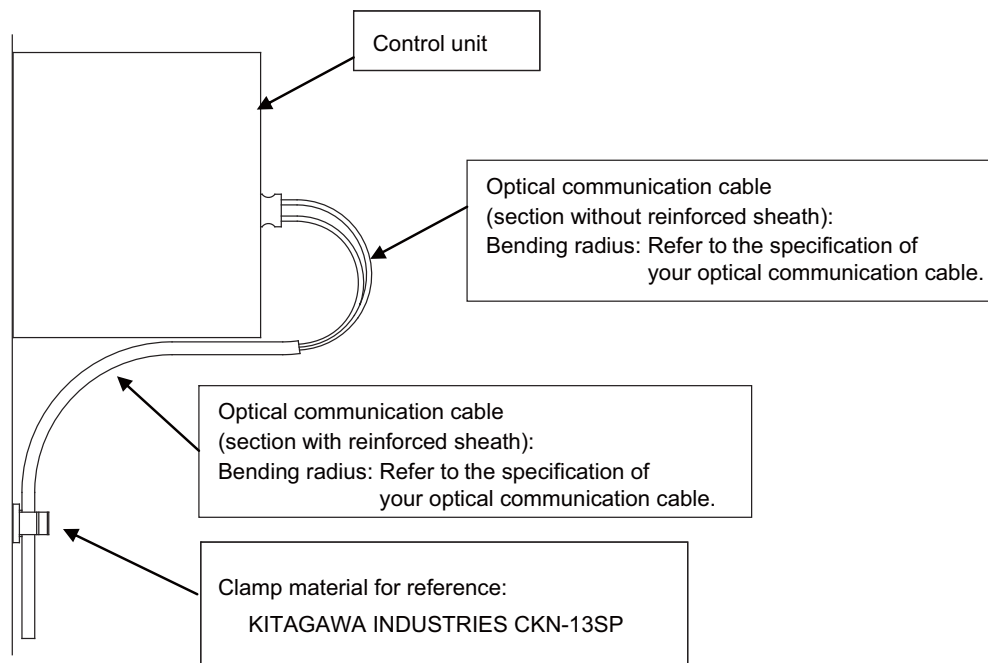 Control unit
Optical communication cable
(section without reinforced sheath):
Bending radius: Refer to the specification of
your optical communication cable.
Optical communication cable
(section with reinforced sheath):
Bending radius: Refer to the specification of
your optical communication cable.
Clamp material for reference:
KITAGAWA INDUSTRIES CKN-13SP